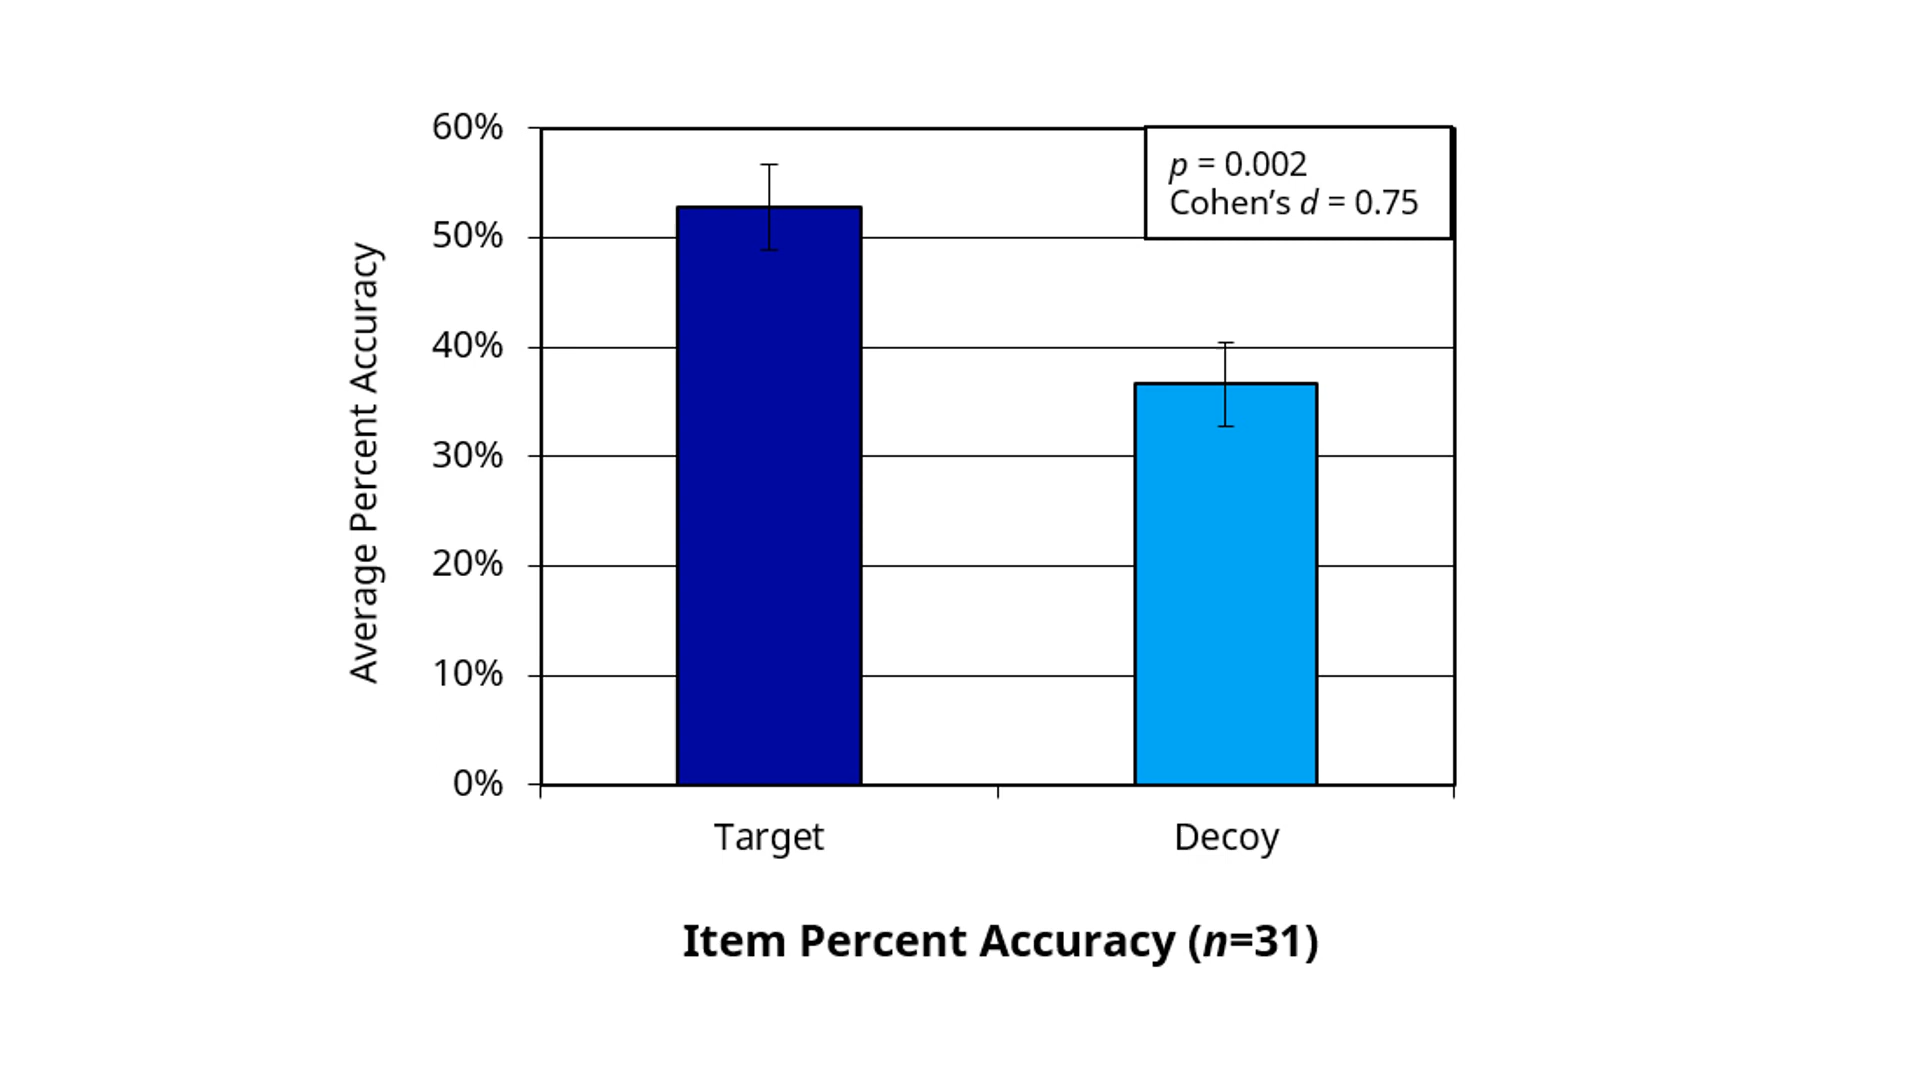 60%
p = 0.002
Cohen’s d = 0.75
50%
40%
30%
20%
10%
0%
Average Percent Accuracy
Target
Decoy
Item Percent Accuracy (n=31)